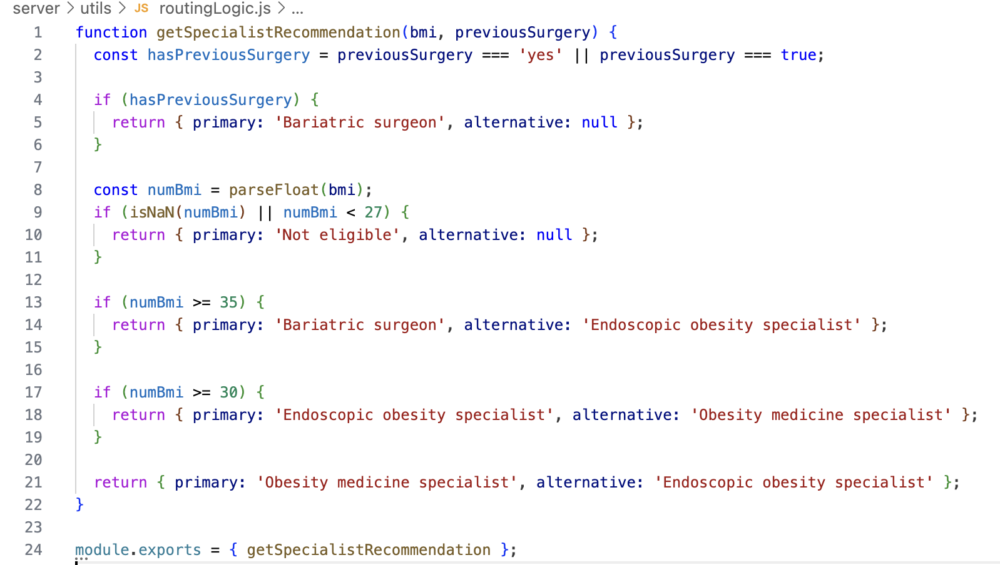 server > utils > JS routingLogic.js > ...
1 function getSpecialistRecommendation(bmi, previousSurgery) {
2   const hasPreviousSurgery = previousSurgery === 'yes' || previousSurgery === true;
3
4   if (hasPreviousSurgery) {
5     return { primary: 'Bariatric surgeon', alternative: null };
6   }
7
8   const numBmi = parseFloat(bmi);
9   if (isNaN(numBmi) || numBmi < 27) {
10     return { primary: 'Not eligible', alternative: null };
11   }
12
13   if (numBmi >= 35) {
14     return { primary: 'Bariatric surgeon', alternative: 'Endoscopic obesity specialist' };
15   }
16
17   if (numBmi >= 30) {
18     return { primary: 'Endoscopic obesity specialist', alternative: 'Obesity medicine specialist' };
19   }
20
21   return { primary: 'Obesity medicine specialist', alternative: 'Endoscopic obesity specialist' };
22 }
23
24 module.exports = { getSpecialistRecommendation };